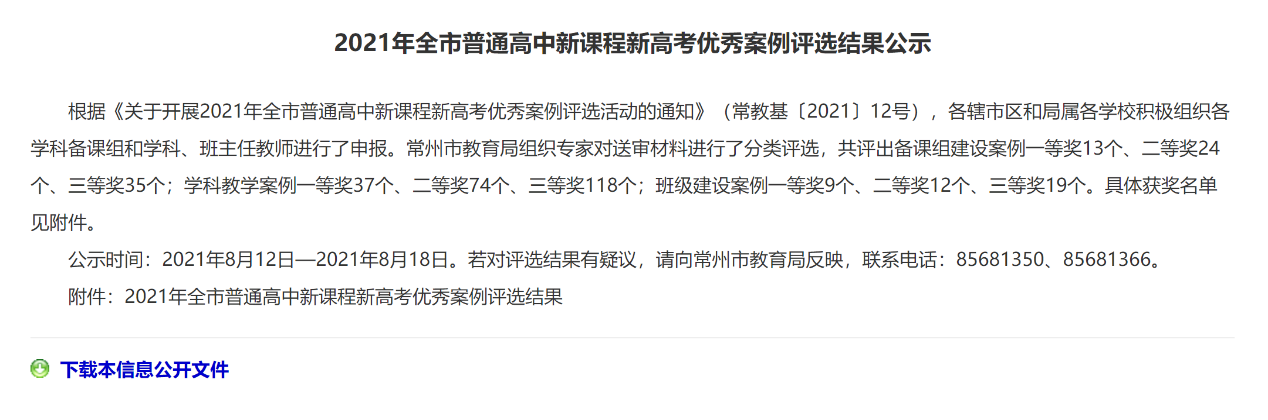 2021年全市普通高中新课程新高考优秀案例评选结果公示
根据《关于开展2021年全市普通高中新课程新高考优秀案例评选活动的通知》（常教基〔2021〕12号），各辖市区和局属各学校积极组织各
学科备课组和学科、班主任教师进行了申报。常州市教育局组织专家对送审材料进行了分类评选，共评出备课组建设案例一等奖13个、二等奖24
个、三等奖35个；学科教学案例一等奖37个、二等奖74个、三等奖118个；班级建设案例一等奖9个、二等奖12个、三等奖19个。具体获奖名单
见附件。
公示时间：2021年8月12日—2021年8月18日。若对评选结果有疑议，请向常州市教育局反映，联系电话：85681350、85681366。
附件：2021年全市普通高中新课程新高考优秀案例评选结果
下载本信息公开文件